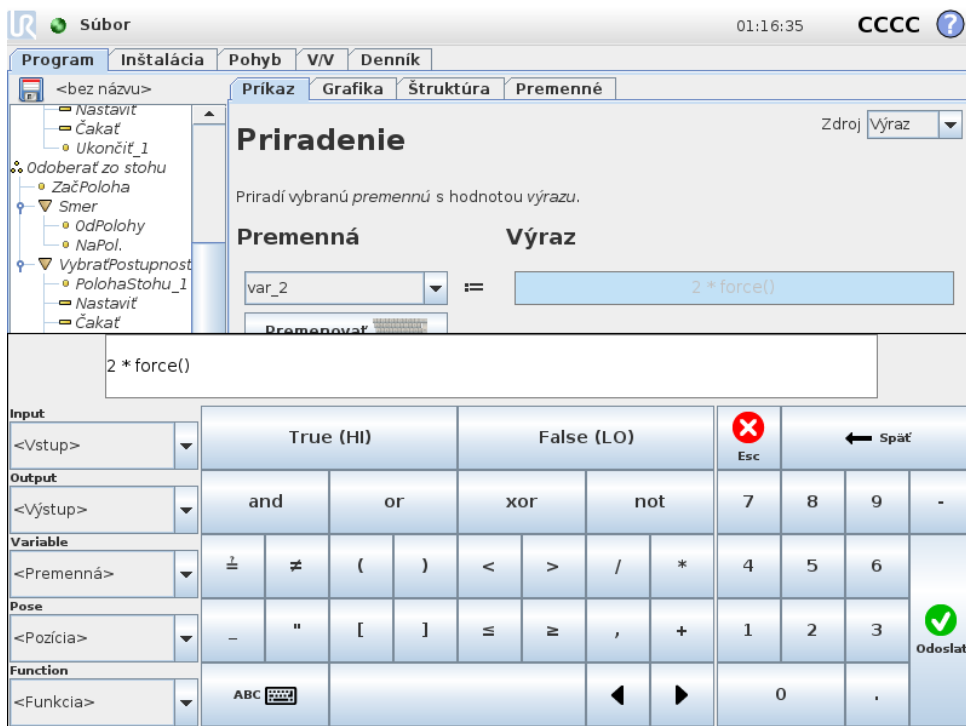 UR Súbor 01:16:35 CCCC ?
Program Inštalácia Pohyb V/V Denník
<bez názvu> Príkaz Grafika Štruktúra Premenné
Nastaviť
Čakať
Ukončiť_1
Odoberať zo stohu
ZačPoloha
Smer
OdPolohy
NaPol.
VybraťPostupnost
PolohaStohu_1
Nastaviť
Čakať
Priradenie
Zdroj Výraz
Priradí vybranú premennú s hodnotou výrazu.
Premenná Výraz
var_2 := 2 * force()
Premenovať
2 * force()
Input
<Vstup>
Output
<Výstup>
Variable
<Premenná>
Pose
<Pozícia>
Function
<Funkcia>
True (HI) False (LO) Esc Späť
and or xor not 7 8 9 -
≟ ≠ ( ) < > / * 4 5 6
_ " [ ] ≤ ≥ , + 1 2 3 Odoslať
ABC 0 .